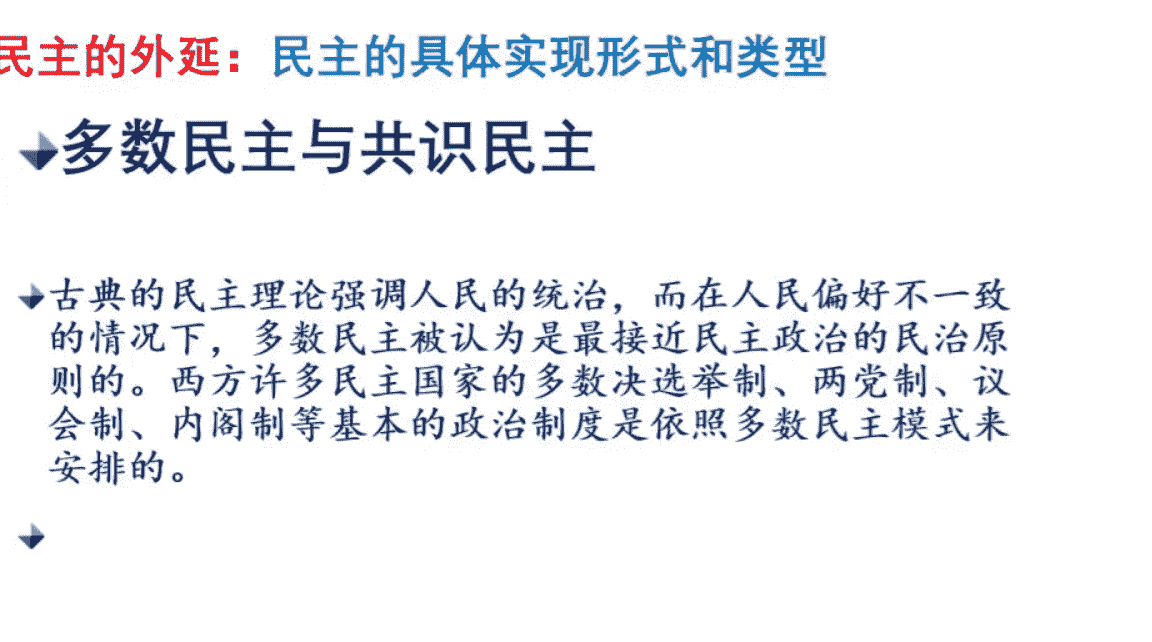 民主的外延：民主的具体实现形式和类型
多数民主与共识民主
古典的民主理论强调人民的统治，而在人民偏好不一致
的情况下，多数民主被认为是最接近民主政治的民治原
则的。西方许多民主国家的多数决选举制、两党制、议
会制、内阁制等基本的政治制度是依照多数民主模式来
安排的。